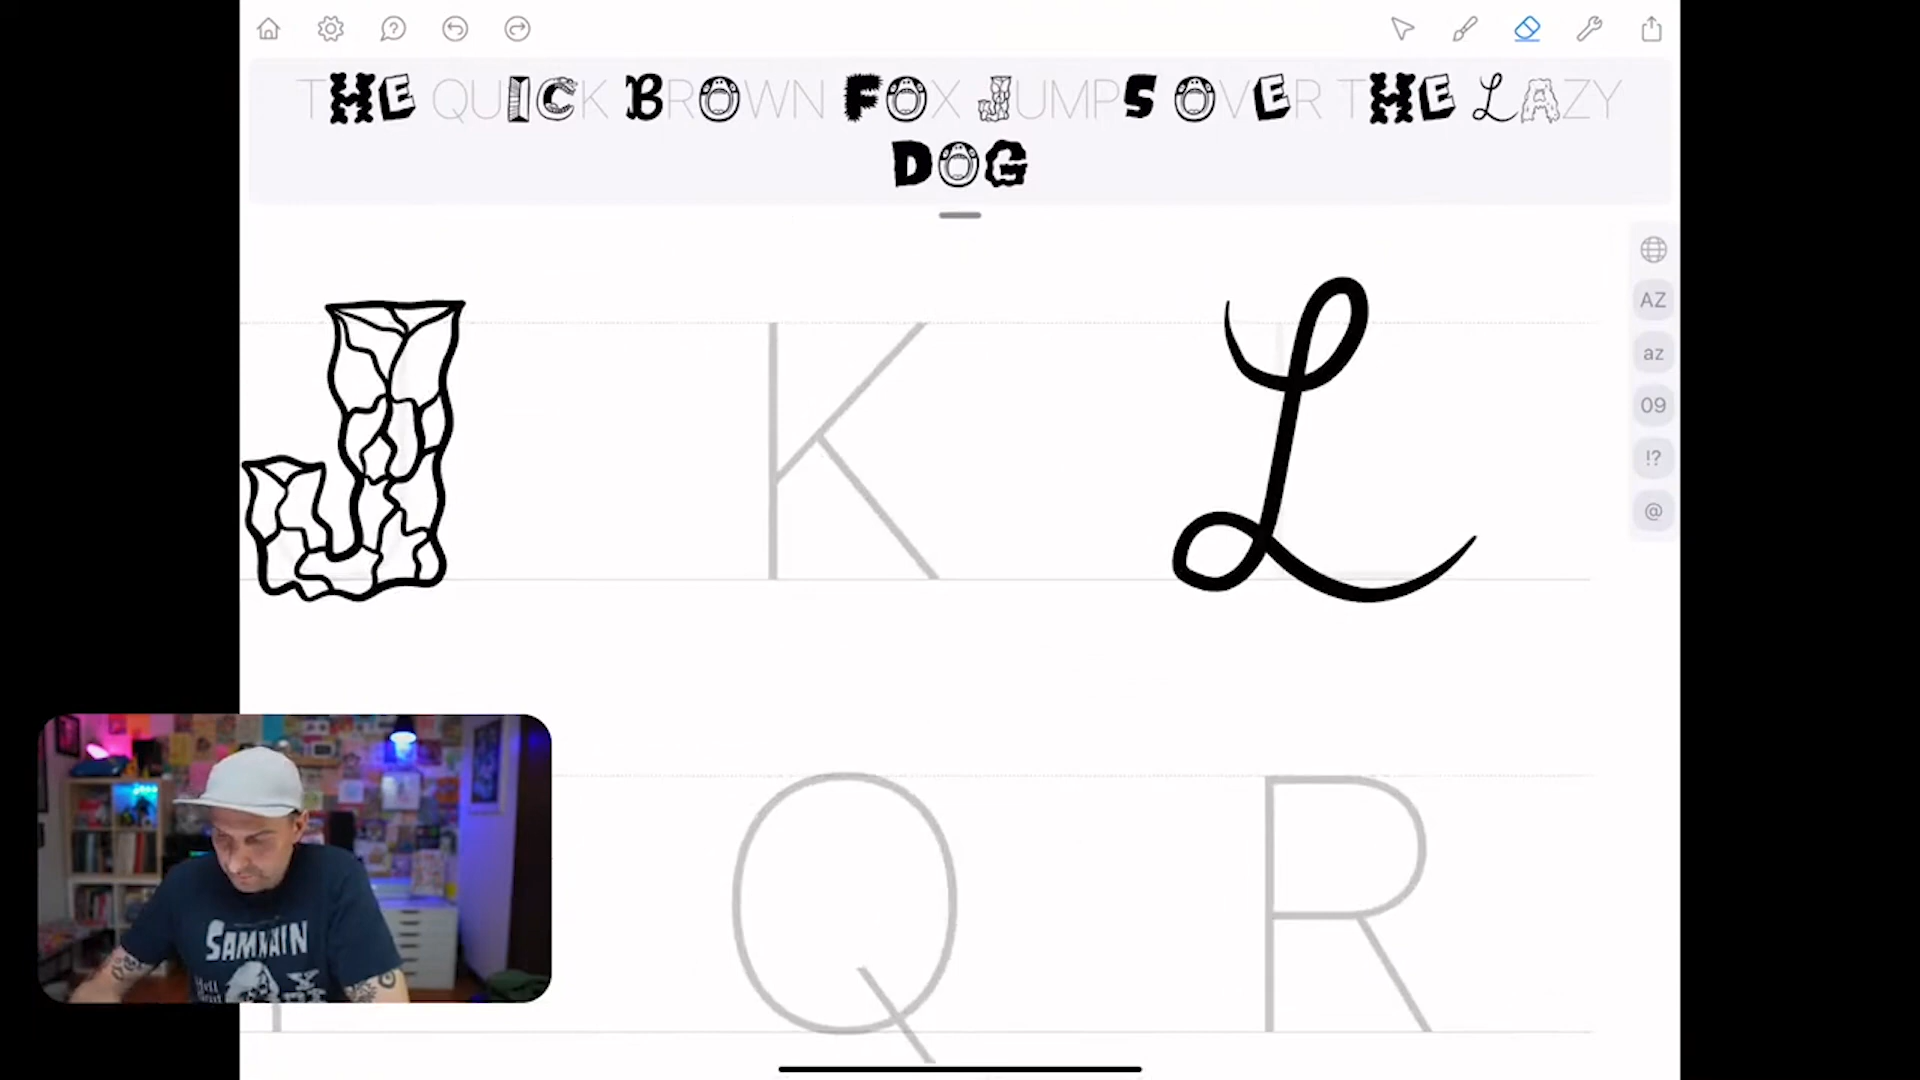 THE QUICK BROWN FOX JUMPS OVER THE LAZY
DOG
J K L
AZ
az
09
!?
@
Q R
SAMHAIN